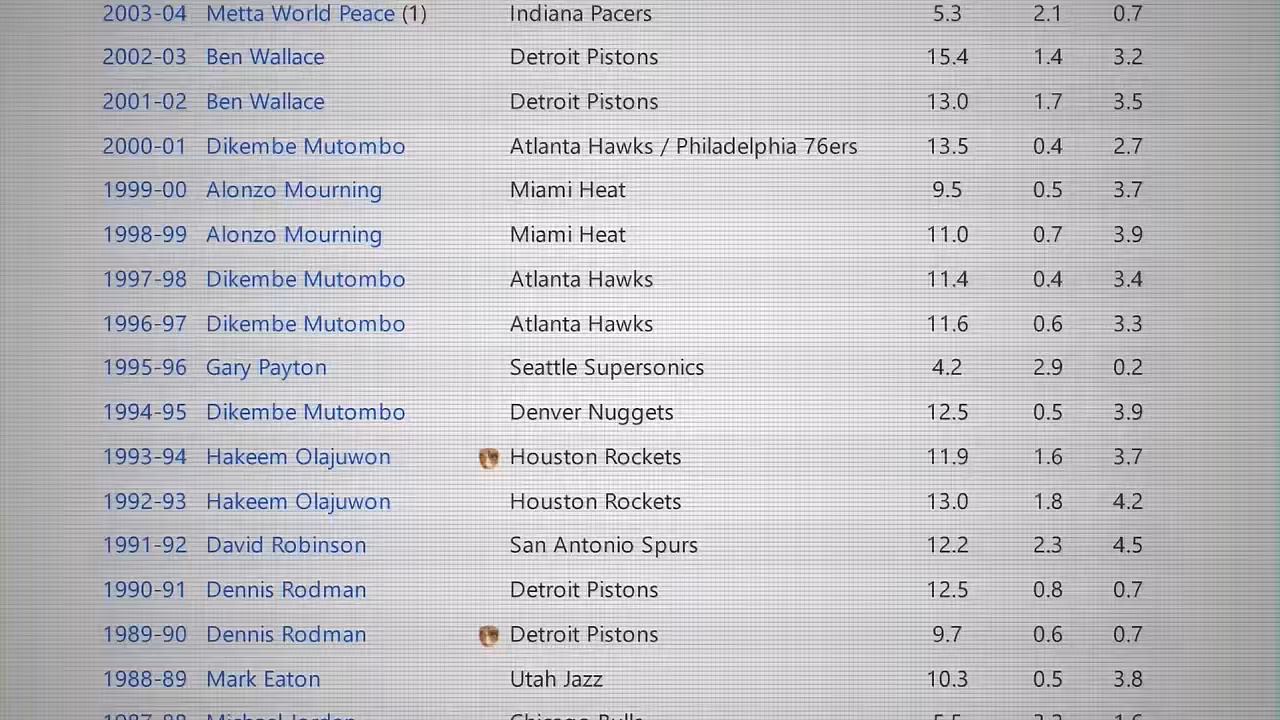 2003-04 Metta World Peace (1) Indiana Pacers 5.3 2.1 0.7
2002-03 Ben Wallace Detroit Pistons 15.4 1.4 3.2
2001-02 Ben Wallace Detroit Pistons 13.0 1.7 3.5
2000-01 Dikembe Mutombo Atlanta Hawks / Philadelphia 76ers 13.5 0.4 2.7
1999-00 Alonzo Mourning Miami Heat 9.5 0.5 3.7
1998-99 Alonzo Mourning Miami Heat 11.0 0.7 3.9
1997-98 Dikembe Mutombo Atlanta Hawks 11.4 0.4 3.4
1996-97 Dikembe Mutombo Atlanta Hawks 11.6 0.6 3.3
1995-96 Gary Payton Seattle Supersonics 4.2 2.9 0.2
1994-95 Dikembe Mutombo Denver Nuggets 12.5 0.5 3.9
1993-94 Hakeem Olajuwon Houston Rockets 11.9 1.6 3.7
1992-93 Hakeem Olajuwon Houston Rockets 13.0 1.8 4.2
1991-92 David Robinson San Antonio Spurs 12.2 2.3 4.5
1990-91 Dennis Rodman Detroit Pistons 12.5 0.8 0.7
1989-90 Dennis Rodman Detroit Pistons 9.7 0.6 0.7
1988-89 Mark Eaton Utah Jazz 10.3 0.5 3.8